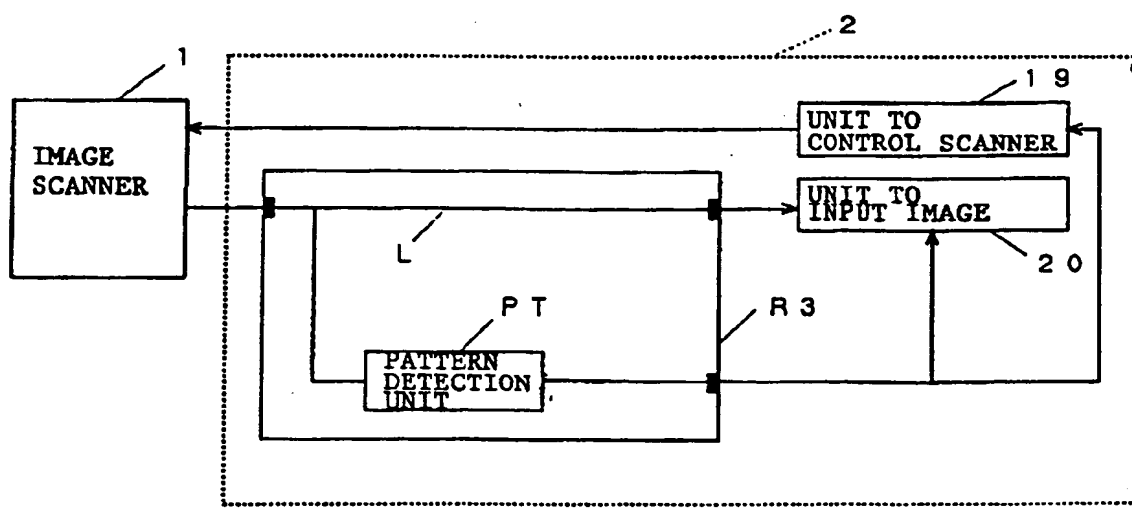 2
1
19
UNIT TO
CONTROL SCANNER
IMAGE
SCANNER
UNIT TO
INPUT IMAGE
L
20
PT
R3
PATTERN
DETECTION
UNIT